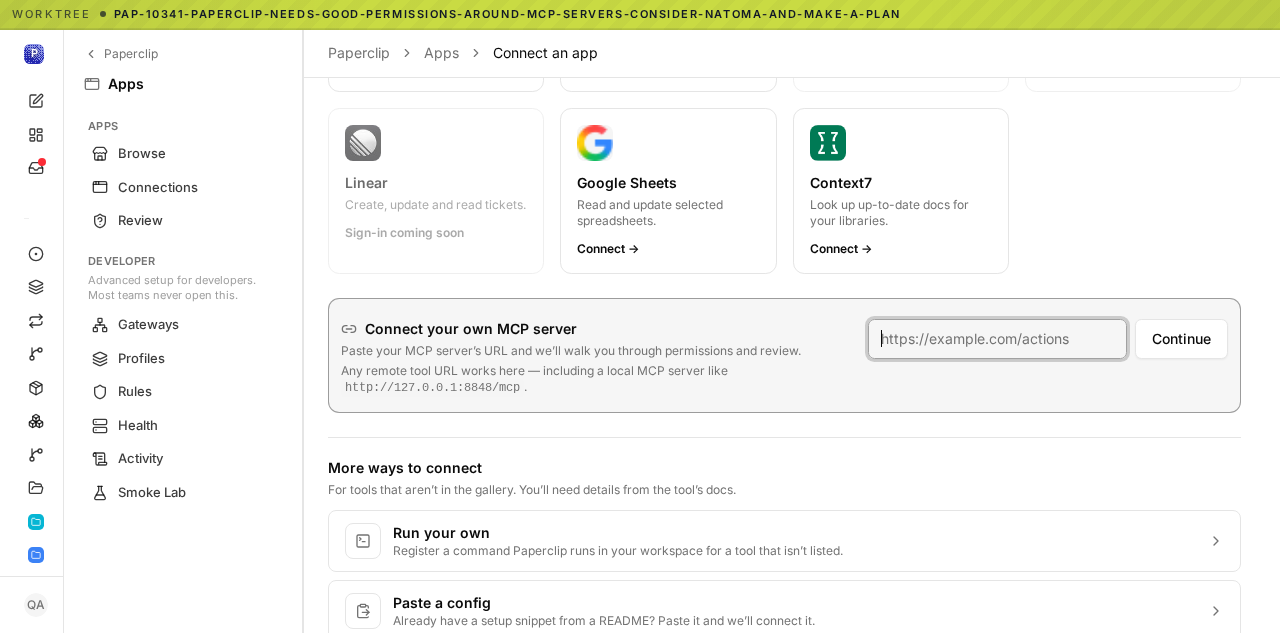 WORKTREE ● PAP-10341-PAPERCLIP-NEEDS-GOOD-PERMISSIONS-AROUND-MCP-SERVERS-CONSIDER-NATOMA-AND-MAKE-A-PLAN
Paperclip
Apps
APPS
Browse
Connections
Review
DEVELOPER
Advanced setup for developers.
Most teams never open this.
Gateways
Profiles
Rules
Health
Activity
Smoke Lab
QA
Paperclip > Apps > Connect an app
Linear
Create, update and read tickets.
Sign-in coming soon
Google Sheets
Read and update selected
spreadsheets.
Connect →
Context7
Look up up-to-date docs for
your libraries.
Connect →
Connect your own MCP server
Paste your MCP server’s URL and we’ll walk you through permissions and review.
Any remote tool URL works here — including a local MCP server like
http://127.0.0.1:8848/mcp .
https://example.com/actions
Continue
More ways to connect
For tools that aren’t in the gallery. You’ll need details from the tool’s docs.
Run your own
Register a command Paperclip runs in your workspace for a tool that isn’t listed.
Paste a config
Already have a setup snippet from a README? Paste it and we’ll connect it.